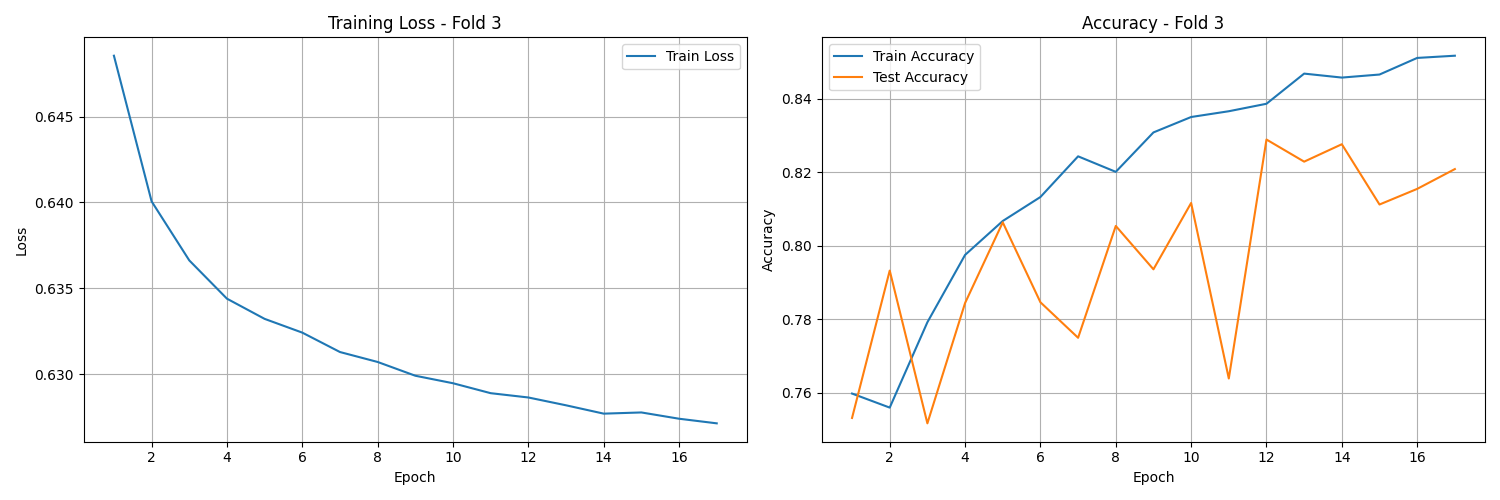 Training Loss - Fold 3
Train Loss
0.645
0.640
0.635
0.630
Loss
2 4 6 8 10 12 14 16
Epoch
Accuracy - Fold 3
Train Accuracy
Test Accuracy
0.84
0.82
0.80
0.78
0.76
Accuracy
2 4 6 8 10 12 14 16
Epoch